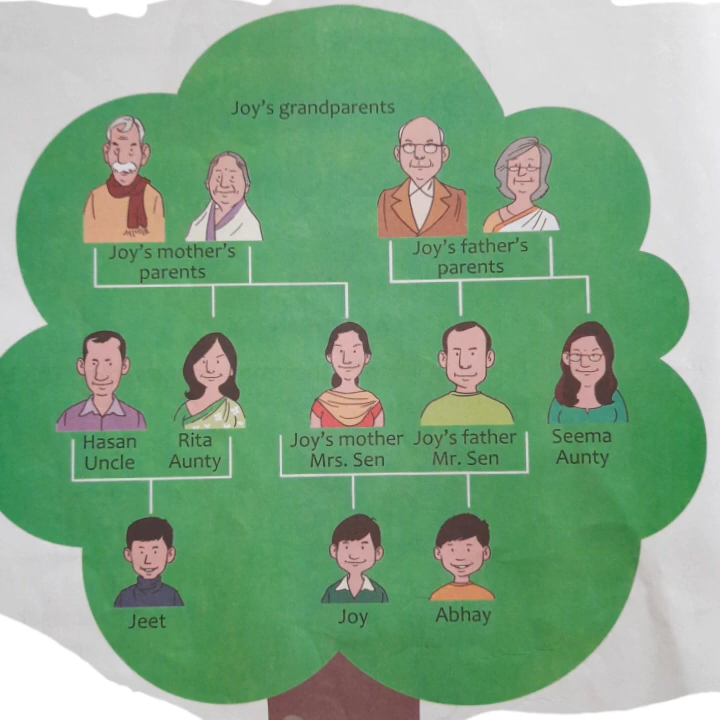 Joy's grandparents
Joy's mother's
parents
Joy's father's
parents
Hasan
Uncle
Rita
Aunty
Joy's mother
Mrs. Sen
Joy's father
Mr. Sen
Seema
Aunty
Jeet
Joy
Abhay